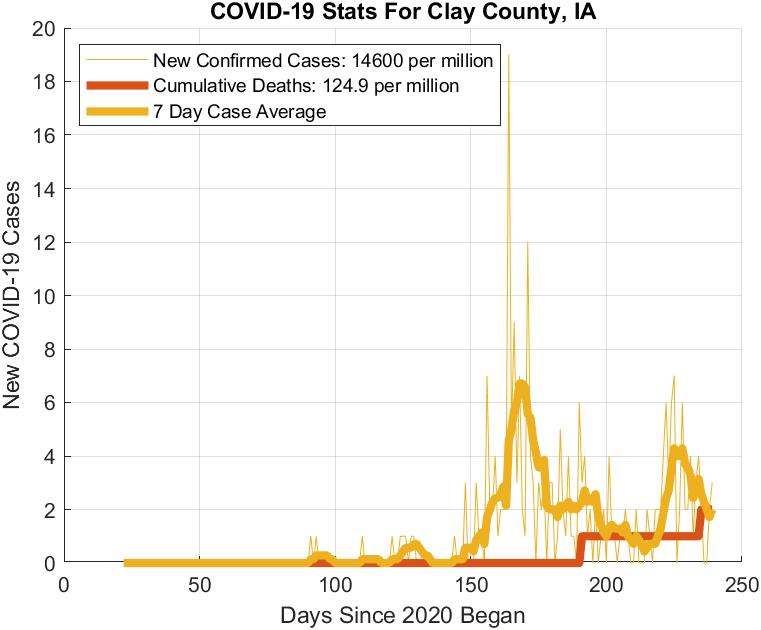 COVID-19 Stats For Clay County, IA
New Confirmed Cases: 14600 per million
Cumulative Deaths: 124.9 per million
7 Day Case Average
New COVID-19 Cases
20
18
16
14
12
10
8
6
4
2
0
0 50 100 150 200 250
Days Since 2020 Began